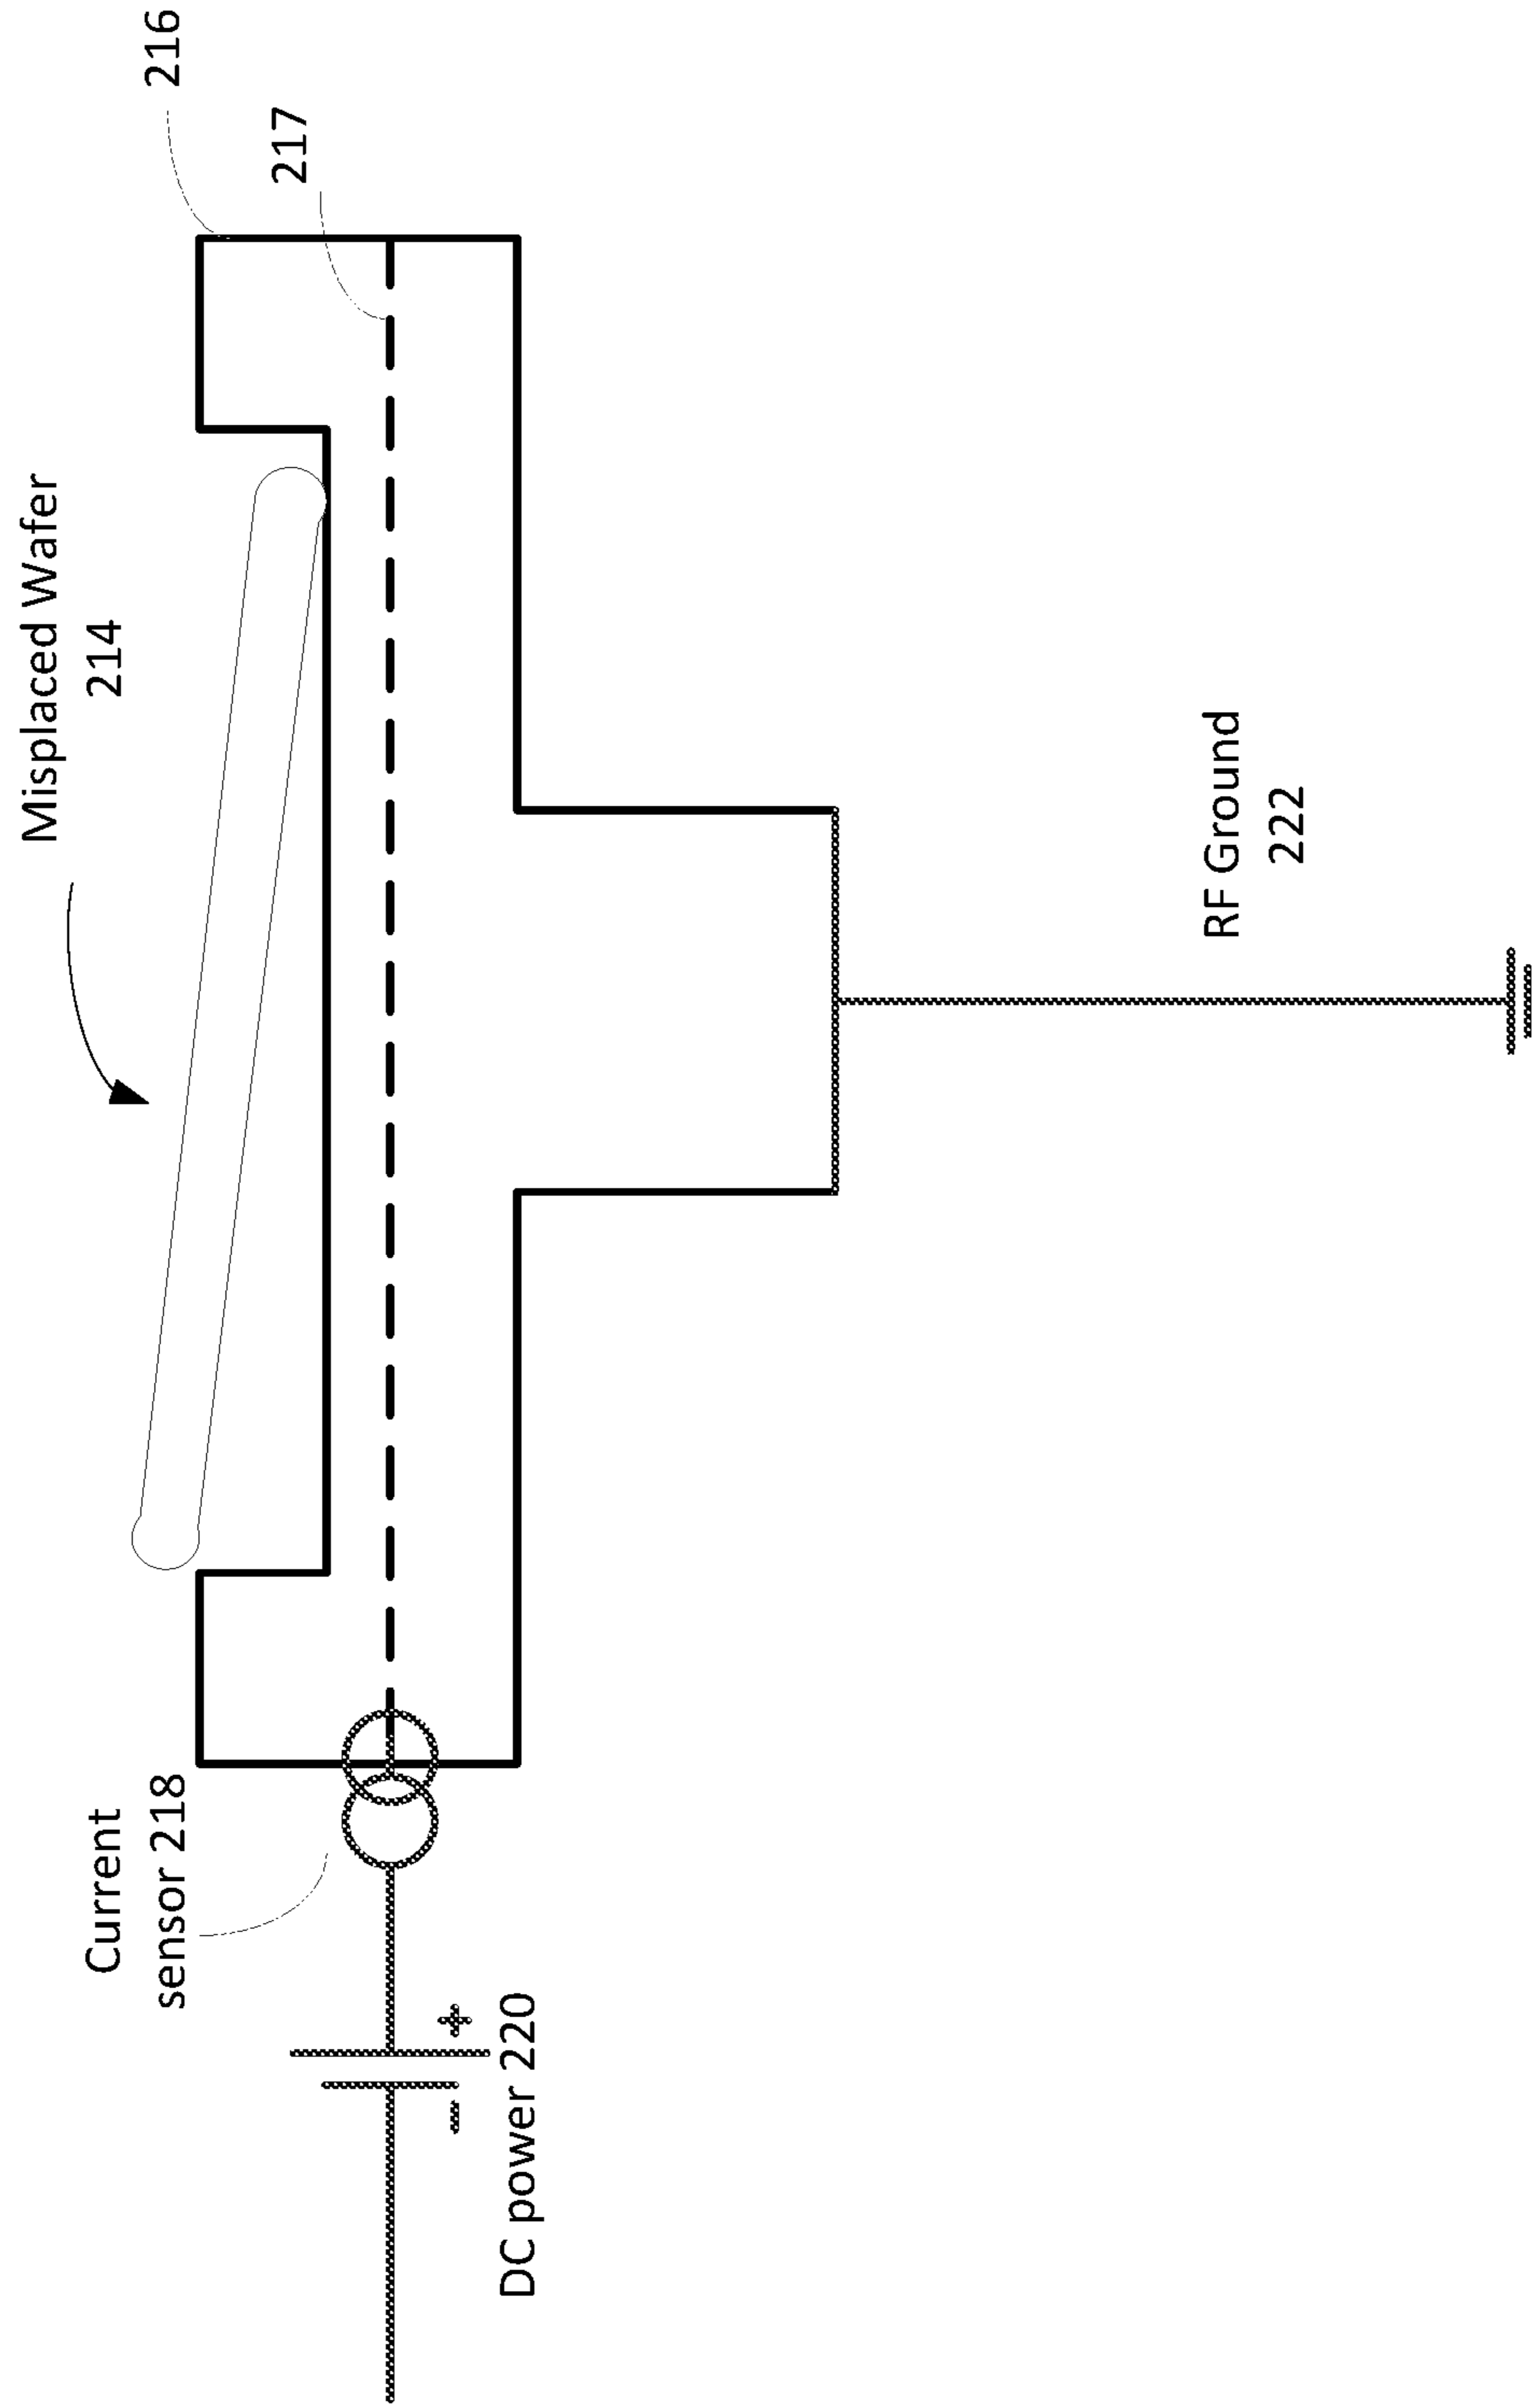 Misplaced Wafer
214
216
217
Current
sensor 218
+
–
DC power 220
RF Ground
222